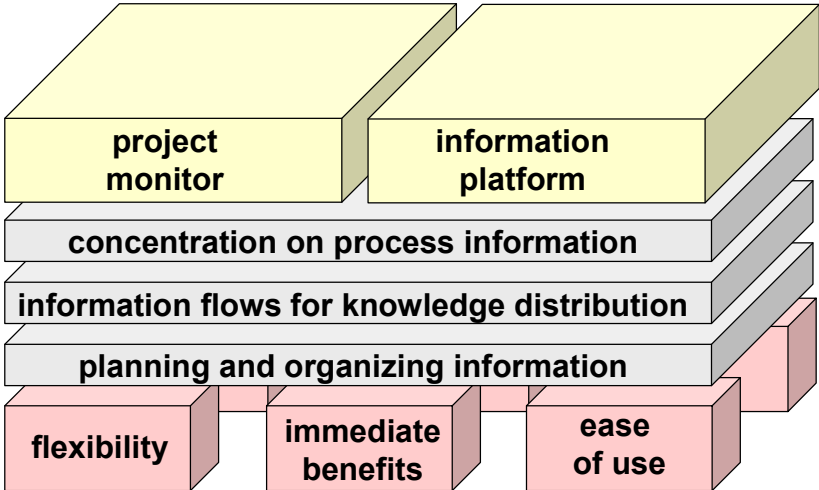 project
monitor
information
platform
concentration on process information
information flows for knowledge distribution
planning and organizing information
flexibility
immediate
benefits
ease
of use